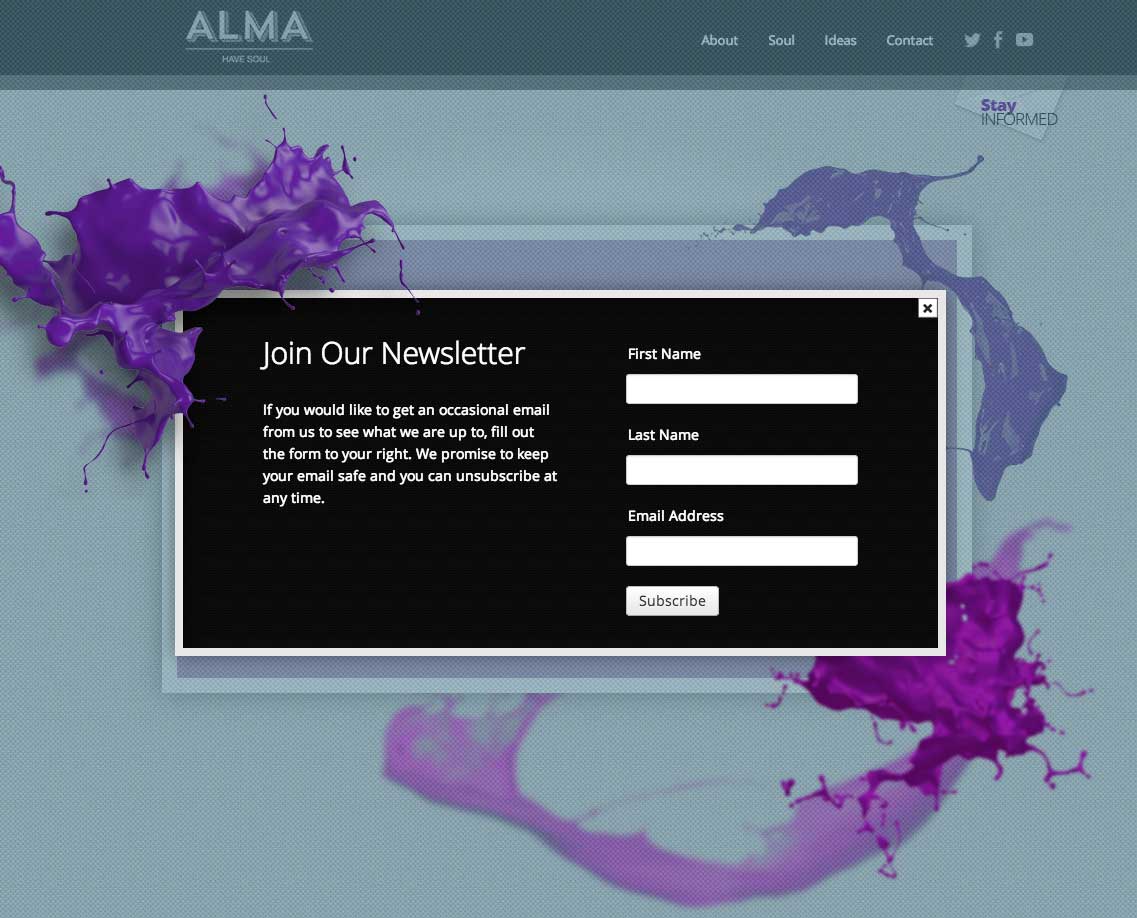 ALMA
HAVE SOUL
About Soul Ideas Contact
Stay
INFORMED
Join Our Newsletter
If you would like to get an occasional email
from us to see what we are up to, fill out
the form to your right. We promise to keep
your email safe and you can unsubscribe at
any time.
First Name
Last Name
Email Address
Subscribe